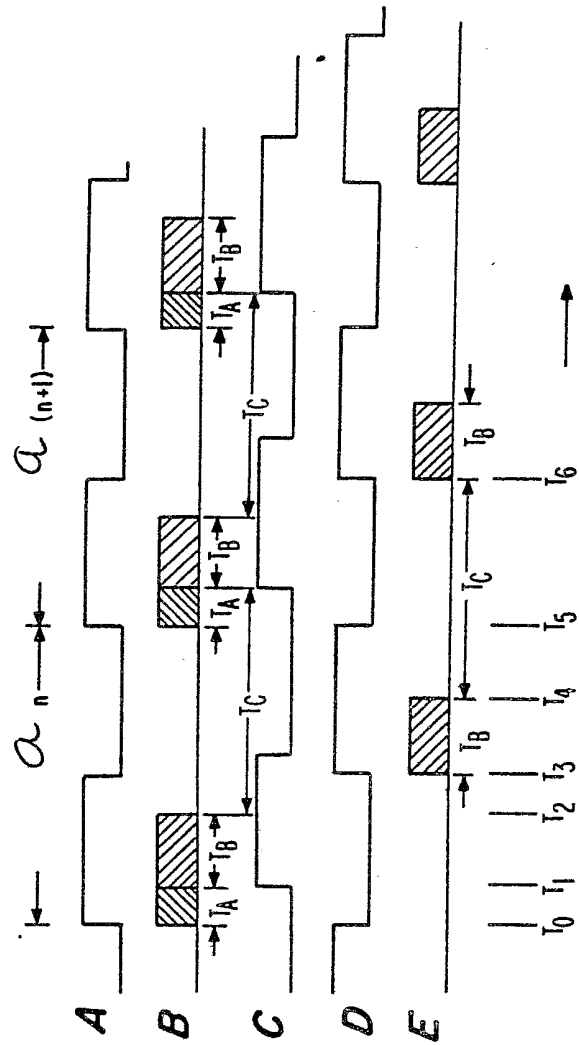 a n a (n+1)
A
B
TA TB TA TB TA TB
TC TC
C
D
E
TB TC TB
T0 T1 T2 T3 T4 T5 T6